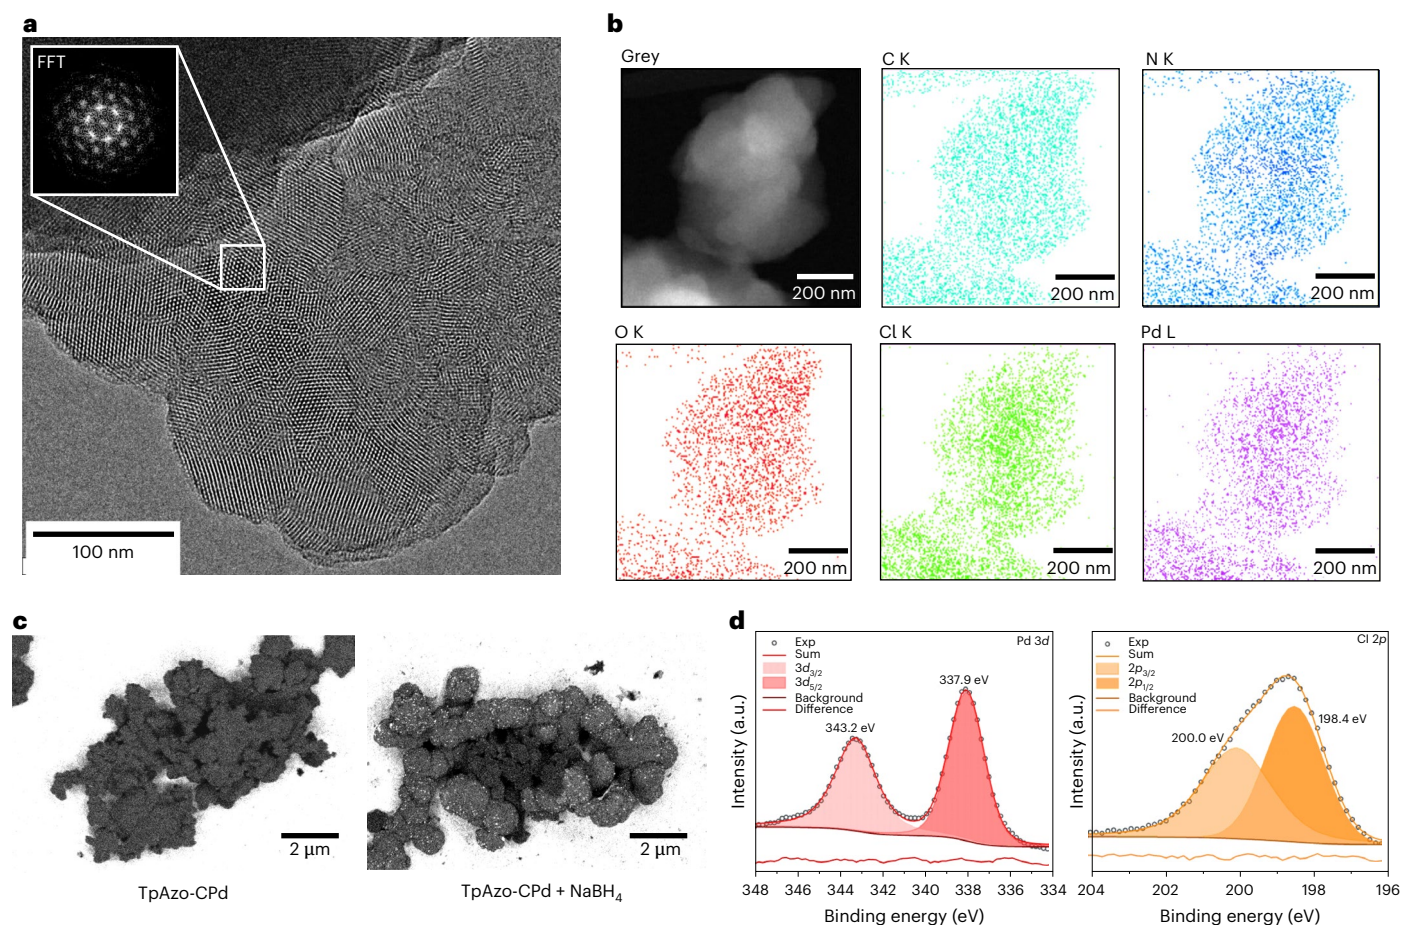 a
FFT
100 nm
b
Grey
200 nm
C K
200 nm
N K
200 nm
O K
200 nm
Cl K
200 nm
Pd L
200 nm
c
2 µm
TpAzo-CPd
2 µm
TpAzo-CPd + NaBH4
d
Pd 3d
Exp
Sum
3d3/2
3d5/2
Background
Difference
343.2 eV
337.9 eV
Intensity (a.u.)
348 346 344 342 340 338 336 334
Binding energy (eV)
Cl 2p
Exp
Sum
2p3/2
2p1/2
Background
Difference
200.0 eV
198.4 eV
Intensity (a.u.)
204 202 200 198 196
Binding energy (eV)